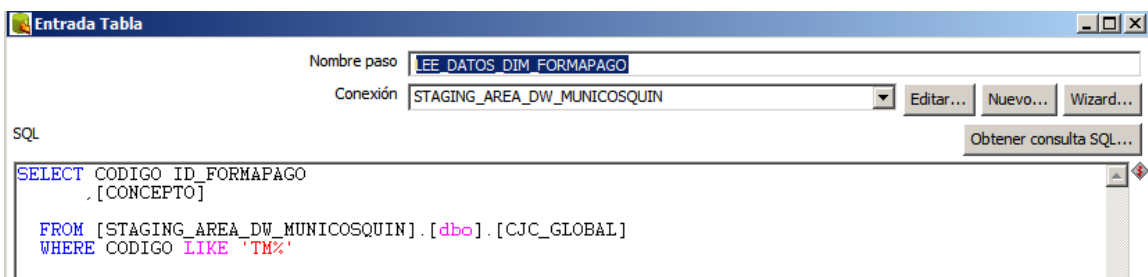 Entrada Tabla
Nombre paso LEE_DATOS_DIM_FORMAPAGO
Conexión STAGING_AREA_DW_MUNICOSQUIN Editar... Nuevo... Wizard...
SQL Obtener consulta SQL...
SELECT CODIGO ID_FORMAPAGO
,[CONCEPTO]
FROM [STAGING_AREA_DW_MUNICOSQUIN].[dbo].[CJC_GLOBAL]
WHERE CODIGO LIKE 'TM%'